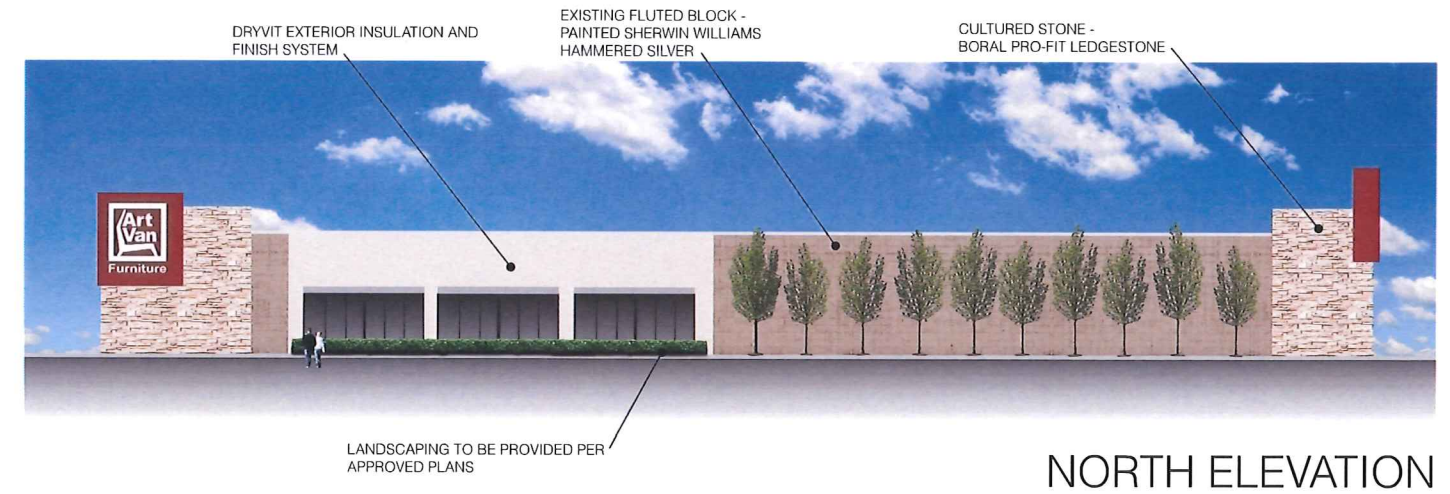 DRYVIT EXTERIOR INSULATION AND
FINISH SYSTEM
EXISTING FLUTED BLOCK -
PAINTED SHERWIN WILLIAMS
HAMMERED SILVER
CULTURED STONE -
BORAL PRO-FIT LEDGESTONE
Art
Van
Furniture
LANDSCAPING TO BE PROVIDED PER
APPROVED PLANS
NORTH ELEVATION